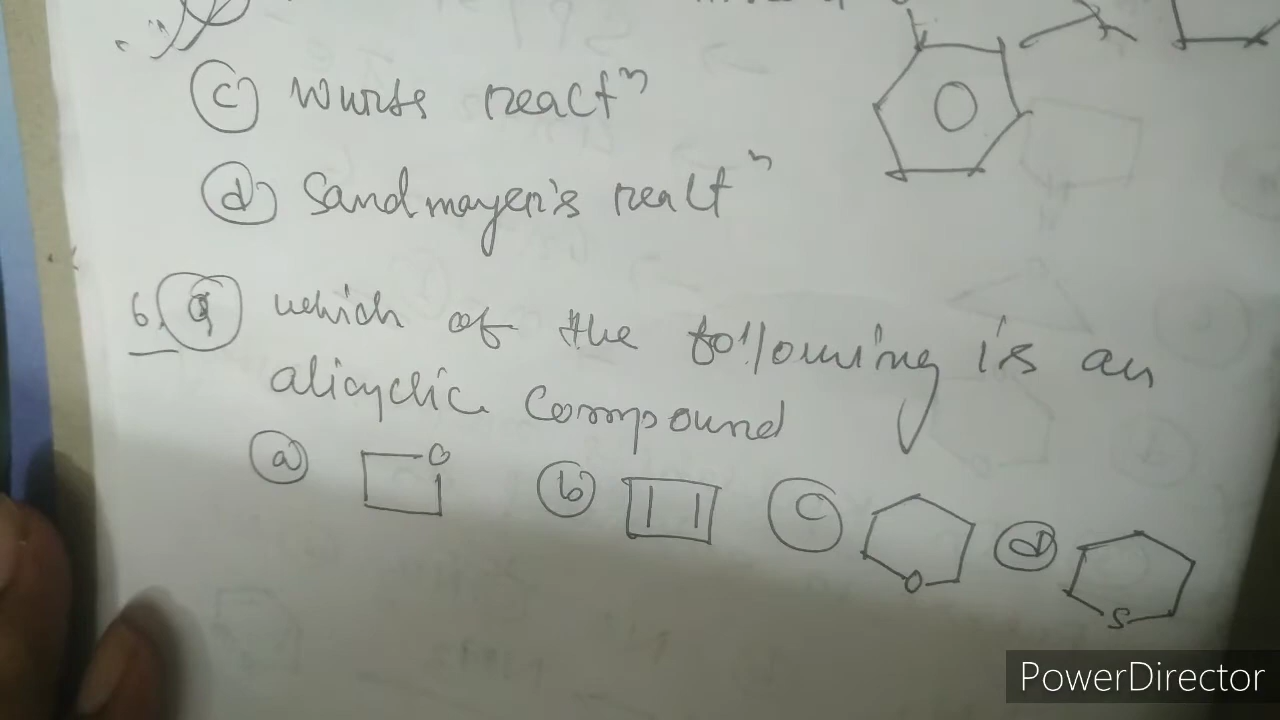 (c) wurts react^n
(d) Sandmayer's react^n
6. Q which of the following is an
alicyclic Compound
(a) O (b) (c) O (d) S
PowerDirector